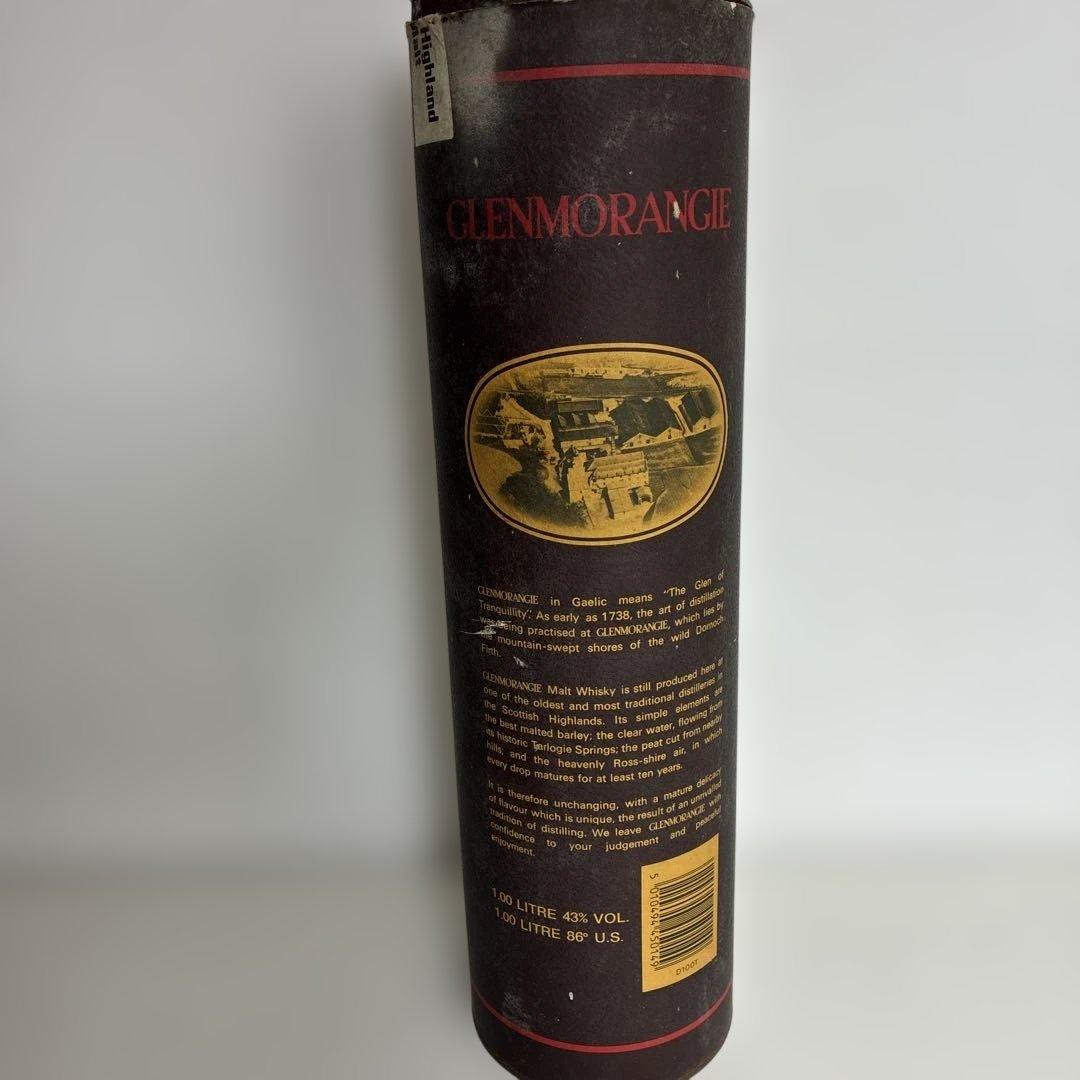 Highland
Malt
GLENMORANGIE
GLENMORANGIE in Gaelic means "The Glen of
Tranquillity". As early as 1738, the art of distillation
was being practised at GLENMORANGIE, which lies by
the mountain-swept shores of the wild Dornoch
Firth.
GLENMORANGIE Malt Whisky is still produced here at
one of the oldest and most traditional distilleries in
the Scottish Highlands. Its simple elements are
the best malted barley; the clear water, flowing from
its historic Tarlogie Springs; the peat cut from nearby
hills; and the heavenly Ross-shire air, in which
every drop matures for at least ten years.
It is therefore unchanging, with a mature delicacy
of flavour which is unique, the result of an unrivalled
tradition of distilling. We leave GLENMORANGIE with
confidence to your judgement and peaceful
enjoyment.
1.00 LITRE 43% VOL.
1.00 LITRE 86° U.S.
5 010494 450149
D100T